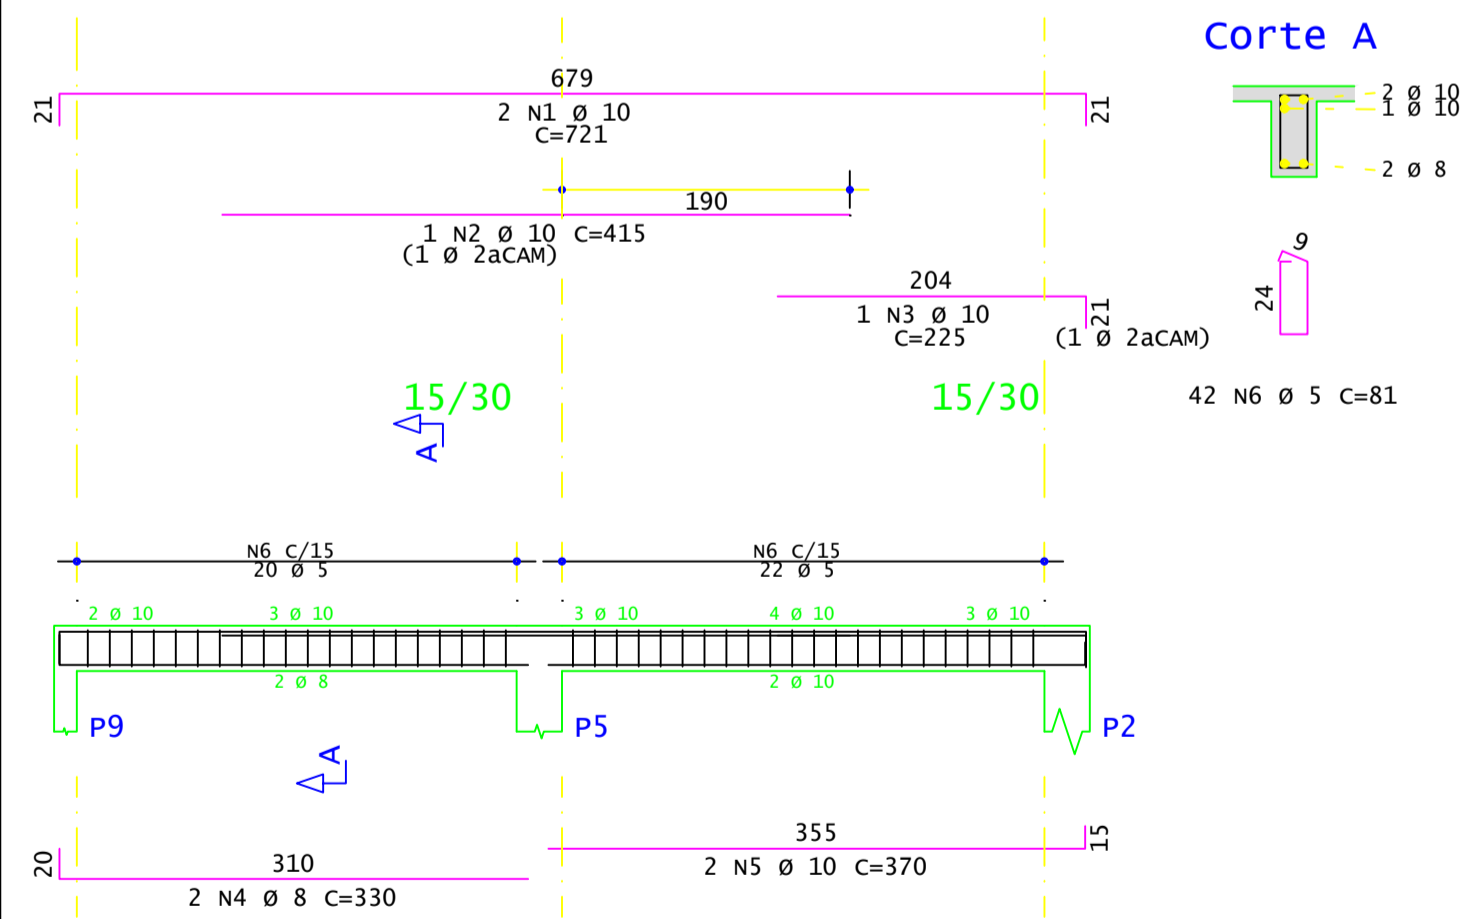 Corte A
679
21
2 N1 Ø 10
C=721
21
2 Ø 10
1 Ø 10
2 Ø 8
190
1 N2 Ø 10 C=415
(1 Ø 2aCAM)
204
1 N3 Ø 10
C=225
21
(1 Ø 2aCAM)
9
24
42 N6 Ø 5 C=81
15/30
15/30
A
N6 C/15
20 Ø 5
N6 C/15
22 Ø 5
2 Ø 10
3 Ø 10
3 Ø 10
4 Ø 10
3 Ø 10
2 Ø 8
2 Ø 10
P9
P5
P2
A
355
15
2 N5 Ø 10 C=370
310
20
2 N4 Ø 8 C=330